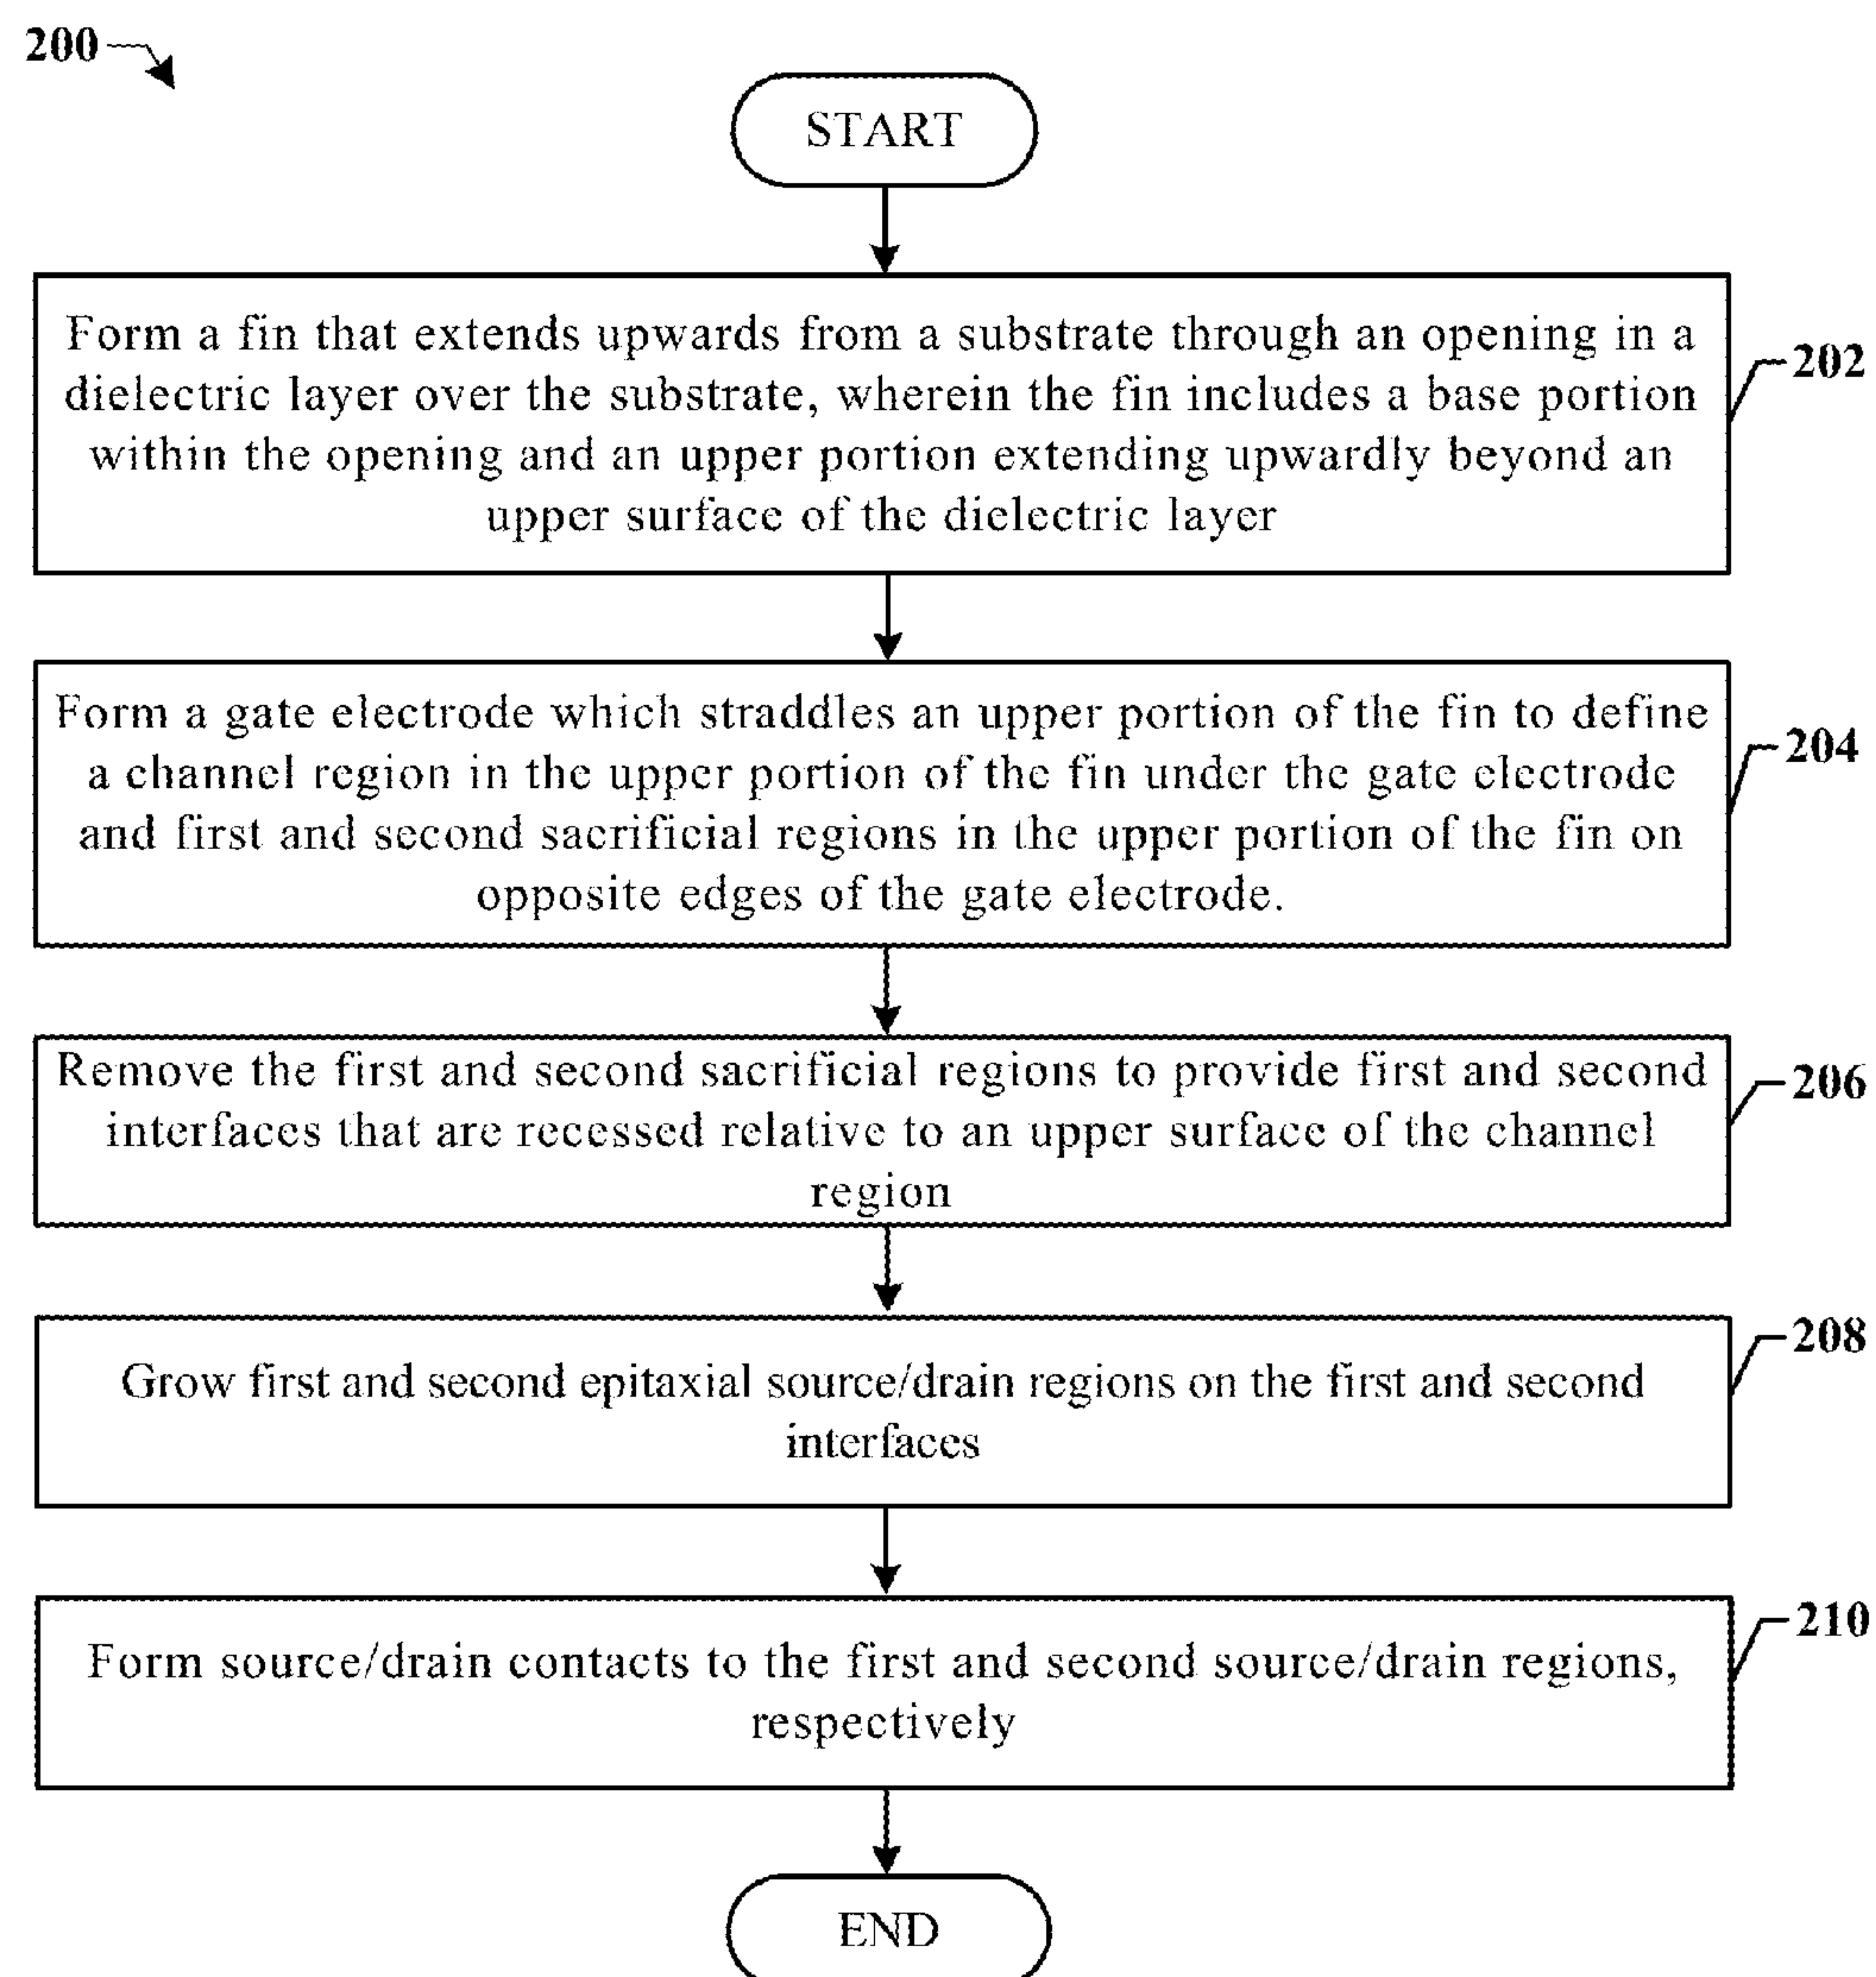 200
START
Form a fin that extends upwards from a substrate through an opening in a
dielectric layer over the substrate, wherein the fin includes a base portion
within the opening and an upper portion extending upwardly beyond an
upper surface of the dielectric layer
202
Form a gate electrode which straddles an upper portion of the fin to define
a channel region in the upper portion of the fin under the gate electrode
and first and second sacrificial regions in the upper portion of the fin on
opposite edges of the gate electrode.
204
Remove the first and second sacrificial regions to provide first and second
interfaces that are recessed relative to an upper surface of the channel
region
206
Grow first and second epitaxial source/drain regions on the first and second
interfaces
208
Form source/drain contacts to the first and second source/drain regions,
respectively
210
END